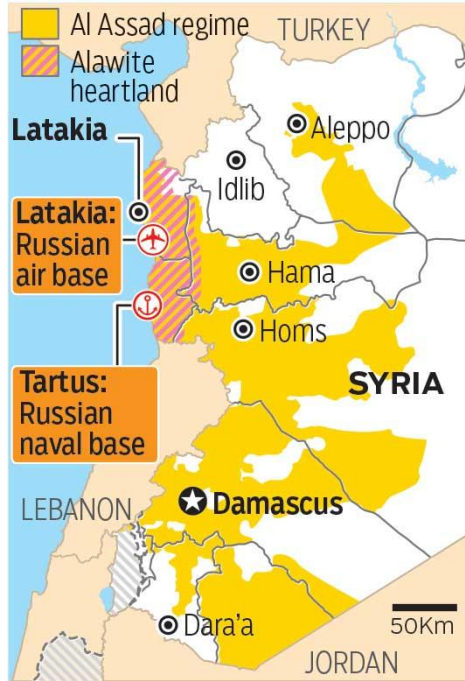 Al Assad regime
Alawite
heartland
TURKEY
Latakia
Aleppo
Idlib
Latakia:
Russian
air base
Hama
Homs
Tartus:
Russian
naval base
SYRIA
LEBANON
Damascus
Dara'a
50Km
JORDAN